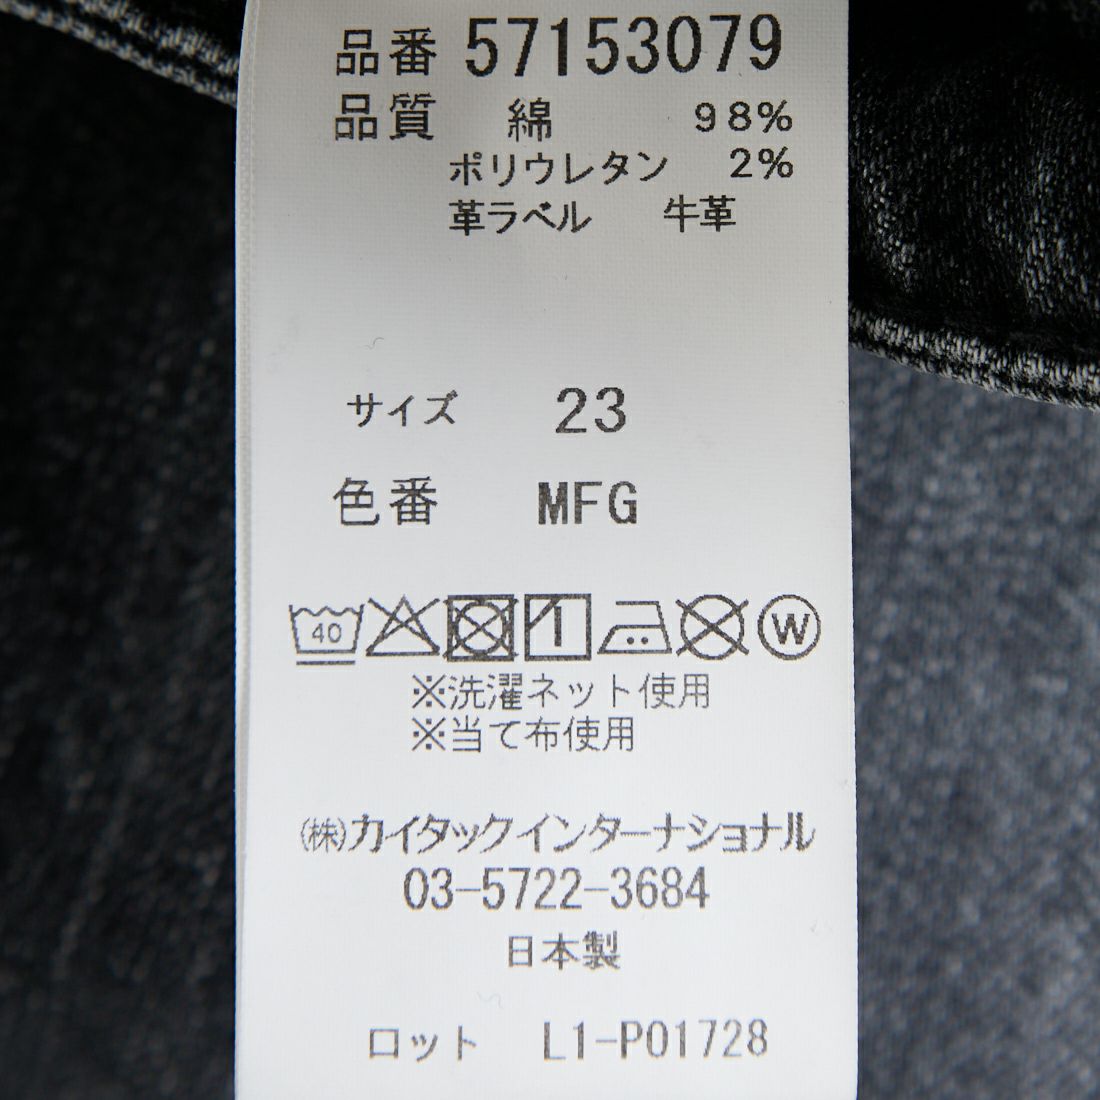 品番 57153079
品質 綿 98%
ポリウレタン 2%
革ラベル 牛革
サイズ 23
色番 MFG
40 W
※洗濯ネット使用
※当て布使用
㈱カイタックインターナショナル
03-5722-3684
日本製
ロット L1-P01728